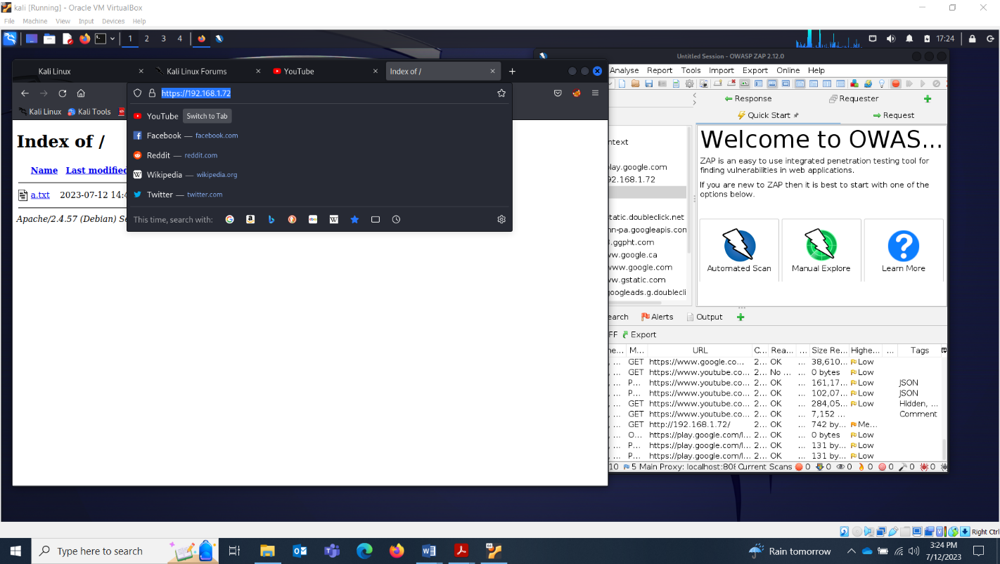 kali [Running] - Oracle VM VirtualBox
File Machine View Input Devices Help
1 2 3 4
17:24
Untitled Session - OWASP ZAP 2.12.0
Kali Linux
Kali Linux Forums
YouTube
Index of /
Analyse Report Tools Import Export Online Help
https://192.168.1.72
Kali Linux Kali Tools
YouTube Switch to Tab
Facebook — facebook.com
Reddit — reddit.com
Wikipedia — wikipedia.org
Twitter — twitter.com
This time, search with:
Index of /
Name Last modified
a.txt 2023-07-12 14:4
Apache/2.4.57 (Debian) Se
Response Requester
Quick Start Request
ntext
lay.google.com
92.168.1.72
tatic.doubleclick.net
nn-pa.googleapis.con
3.ggpht.com
ww.google.ca
www.google.com
ww.gstatic.com
oogleads.g.doublecli
Welcome to OWAS...
ZAP is an easy to use integrated penetration testing tool for
finding vulnerabilities in web applications.
If you are new to ZAP then it is best to start with one of the
options below.
Automated Scan Manual Explore Learn More
earch Alerts Output
FF Export
ne... M... URL C... Rea... ... Size Re... Highe... ... Tags
... GET https://www.google.co... 2... OK ... 38,610... Low
... GET https://www.youtube.co... 2... No ... ... 0 bytes Low
... P... https://www.youtube.co... 2... OK ... 161,17... Low JSON
... P... https://www.youtube.co... 2... OK ... 102,07... Low JSON
... GET https://www.youtube.co... 2... OK ... 284,05... Low Hidden, ...
... GET https://www.youtube.co... 2... OK ... 7,152 ... Comment
... GET http://192.168.1.72/ 2... OK ... 742 by... Me...
... O... https://play.google.com/l... 2... OK ... 0 bytes Low
... P... https://play.google.com/l... 2... OK ... 131 by... Low
... P... https://play.google.com/l... 2... OK ... 131 by... Low
10 5 Main Proxy: localhost:808 Current Scans 0 0 0 0 0 0 0
Right Ctrl
Type here to search
Rain tomorrow
3:24 PM
7/12/2023